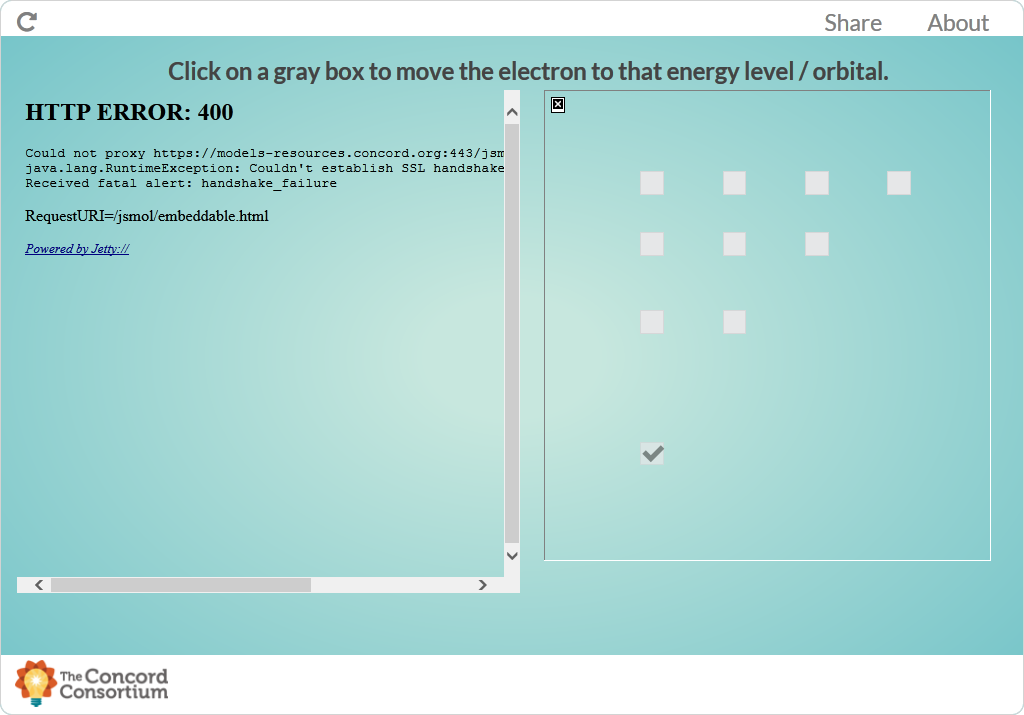 Share About
Click on a gray box to move the electron to that energy level / orbital.
HTTP ERROR: 400
Could not proxy https://models-resources.concord.org:443/jsm
java.lang.RuntimeException: Couldn't establish SSL handshake
Received fatal alert: handshake_failure
RequestURI=/jsmol/embeddable.html
Powered by Jetty://
The Concord
Consortium